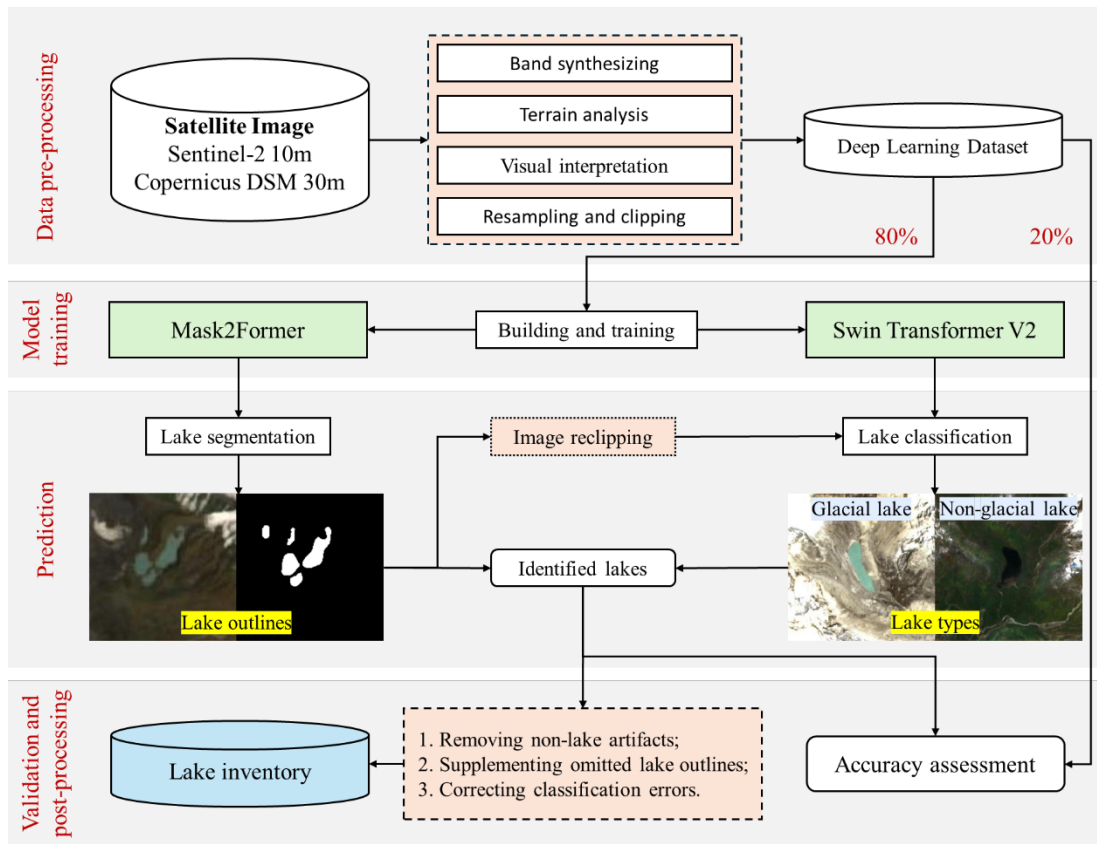 Data pre-processing
Satellite Image
Sentinel-2 10m
Copernicus DSM 30m
Band synthesizing
Terrain analysis
Visual interpretation
Resampling and clipping
Deep Learning Dataset
80%
20%
Model
training
Mask2Former
Building and training
Swin Transformer V2
Prediction
Lake segmentation
Image reclipping
Lake classification
Lake outlines
Identified lakes
Glacial lake
Non-glacial lake
Lake types
Validation and
post-processing
Lake inventory
1. Removing non-lake artifacts;
2. Supplementing omitted lake outlines;
3. Correcting classification errors.
Accuracy assessment